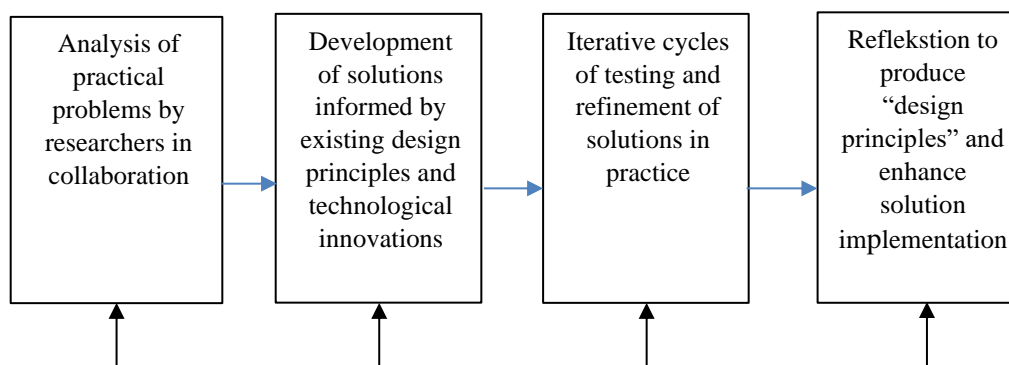 Analysis of
practical
problems by
researchers in
collaboration
Development
of solutions
informed by
existing design
principles and
technological
innovations
Iterative cycles
of testing and
refinement of
solutions in
practice
Reflekstion to
produce
“design
principles” and
enhance
solution
implementation